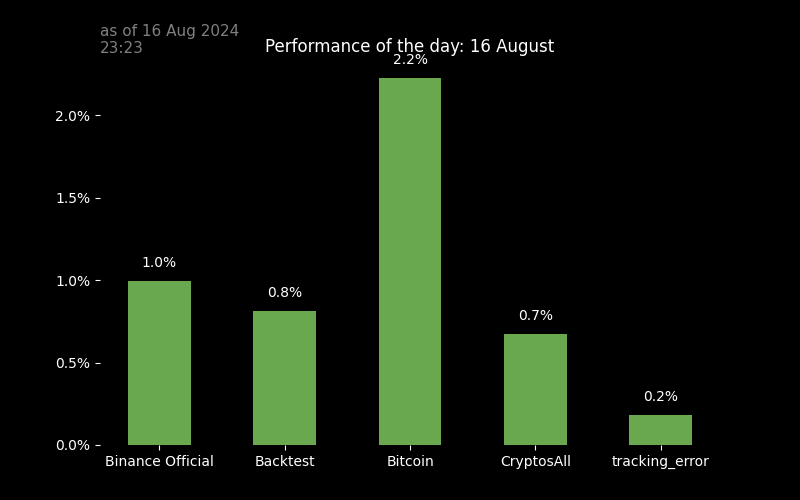 as of 16 Aug 2024
23:23
Performance of the day: 16 August
2.2%
2.0%
1.5%
1.0%
1.0%
0.8%
0.7%
0.5%
0.2%
0.0%
Binance Official
Backtest
Bitcoin
CryptosAll
tracking_error